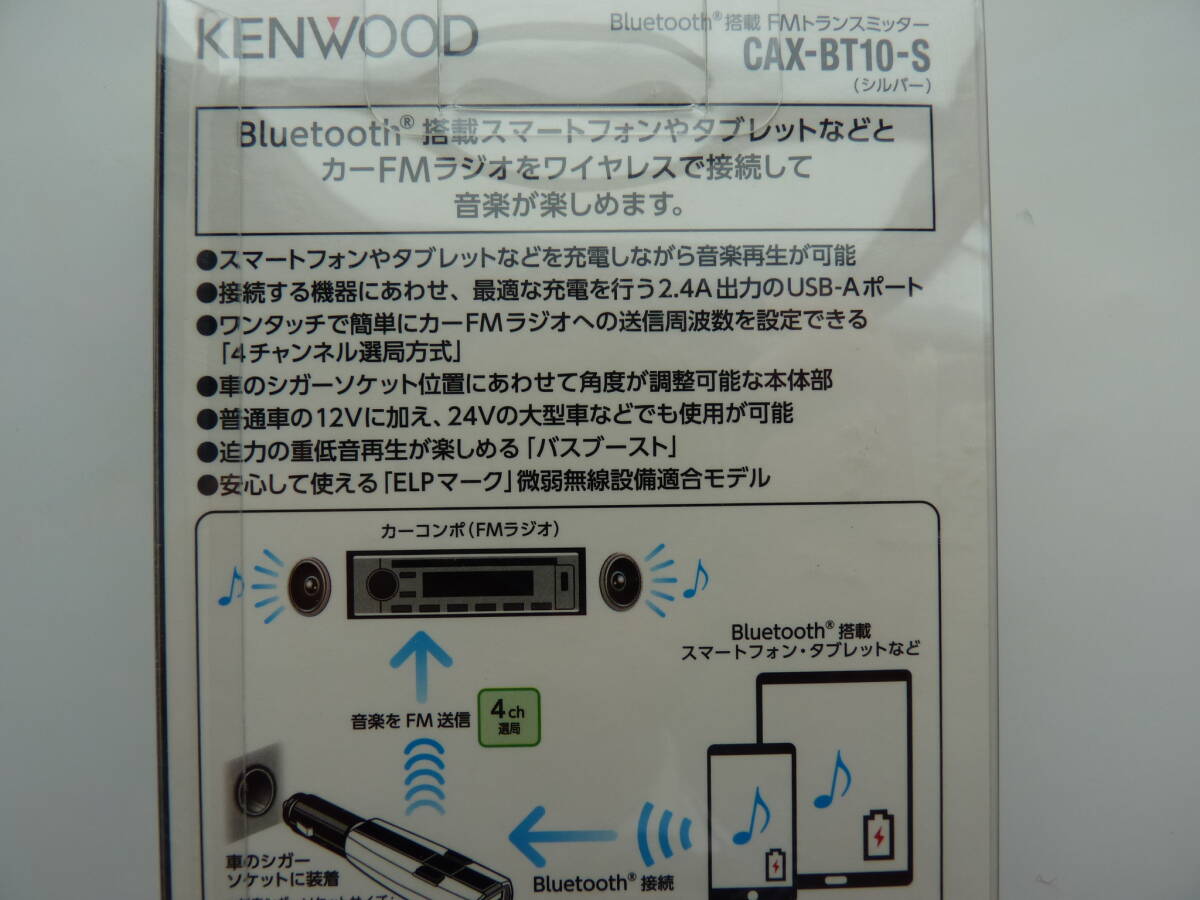 KENWOOD
Bluetooth®搭載 FMトランスミッター
CAX-BT10-S
(シルバー)
Bluetooth® 搭載スマートフォンやタブレットなどと
カーFMラジオをワイヤレスで接続して
音楽が楽しめます。
●スマートフォンやタブレットなどを充電しながら音楽再生が可能
●接続する機器にあわせ、最適な充電を行う2.4A出力のUSB-Aポート
●ワンタッチで簡単にカーFMラジオへの送信周波数を設定できる
「4チャンネル選局方式」
●車のシガーソケット位置にあわせて角度が調整可能な本体部
●普通車の12Vに加え、24Vの大型車などでも使用が可能
●迫力の重低音再生が楽しめる「バスブースト」
●安心して使える「ELPマーク」微弱無線設備適合モデル
カーコンポ(FMラジオ)
Bluetooth® 搭載
スマートフォン・タブレットなど
音楽を FM 送信
4 ch
選局
車のシガー
ソケットに装着
Bluetooth® 接続